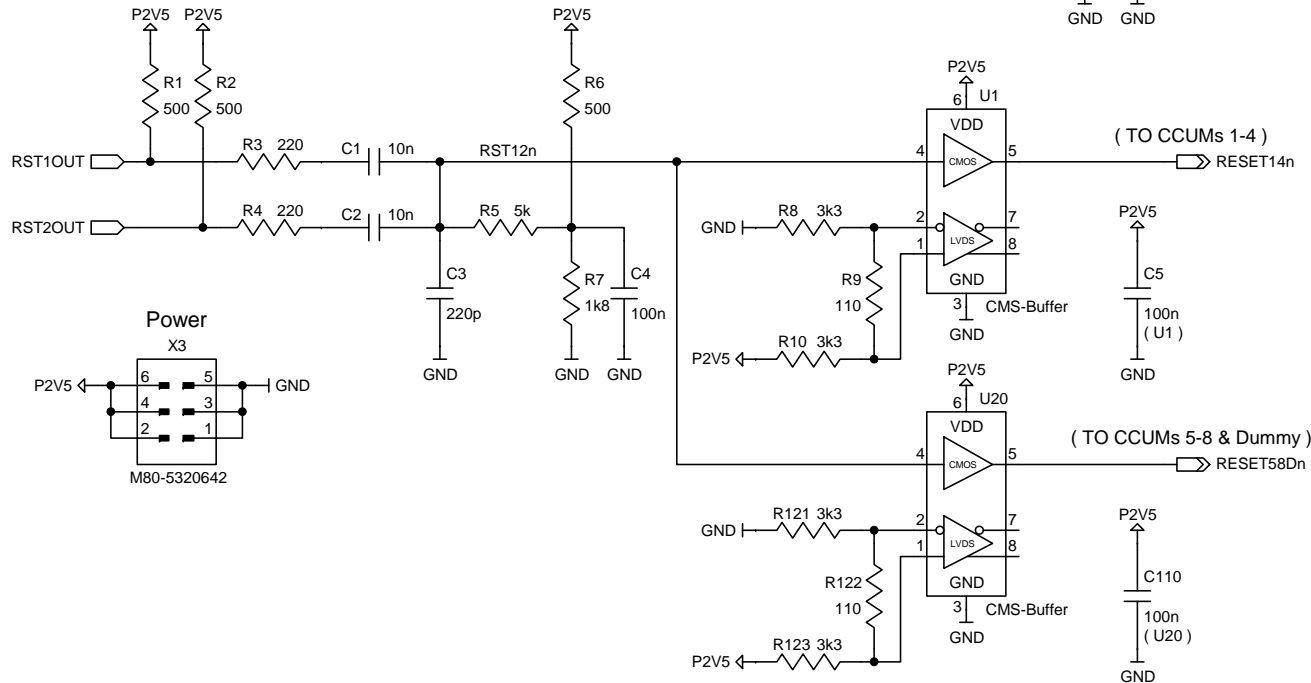 GND GND
P2V5 P2V5 P2V5
R1 R2 R6
500 500 500
P2V5
6 U1
VDD
RST1OUT R3 220 C1 10n RST12n 4 CMOS 5 ( TO CCUMs 1-4 )
RESET14n
RST2OUT R4 220 C2 10n R5 5k
GND R8 3k3 2 7
1 LVDS 8
P2V5
C3 R7 C4 R9 GND C5
220p 1k8 100n 110 3 CMS-Buffer 100n
GND ( U1 )
GND GND GND P2V5 R10 3k3 GND
Power
X3
P2V5 6 5 GND
4 3
2 1
M80-5320642
P2V5
6 U20
VDD
4 CMOS 5 ( TO CCUMs 5-8 & Dummy )
RESET58Dn
GND R121 3k3 2 7
1 LVDS 8
P2V5
R122 GND C110
110 3 CMS-Buffer 100n
GND ( U20 )
P2V5 R123 3k3 GND